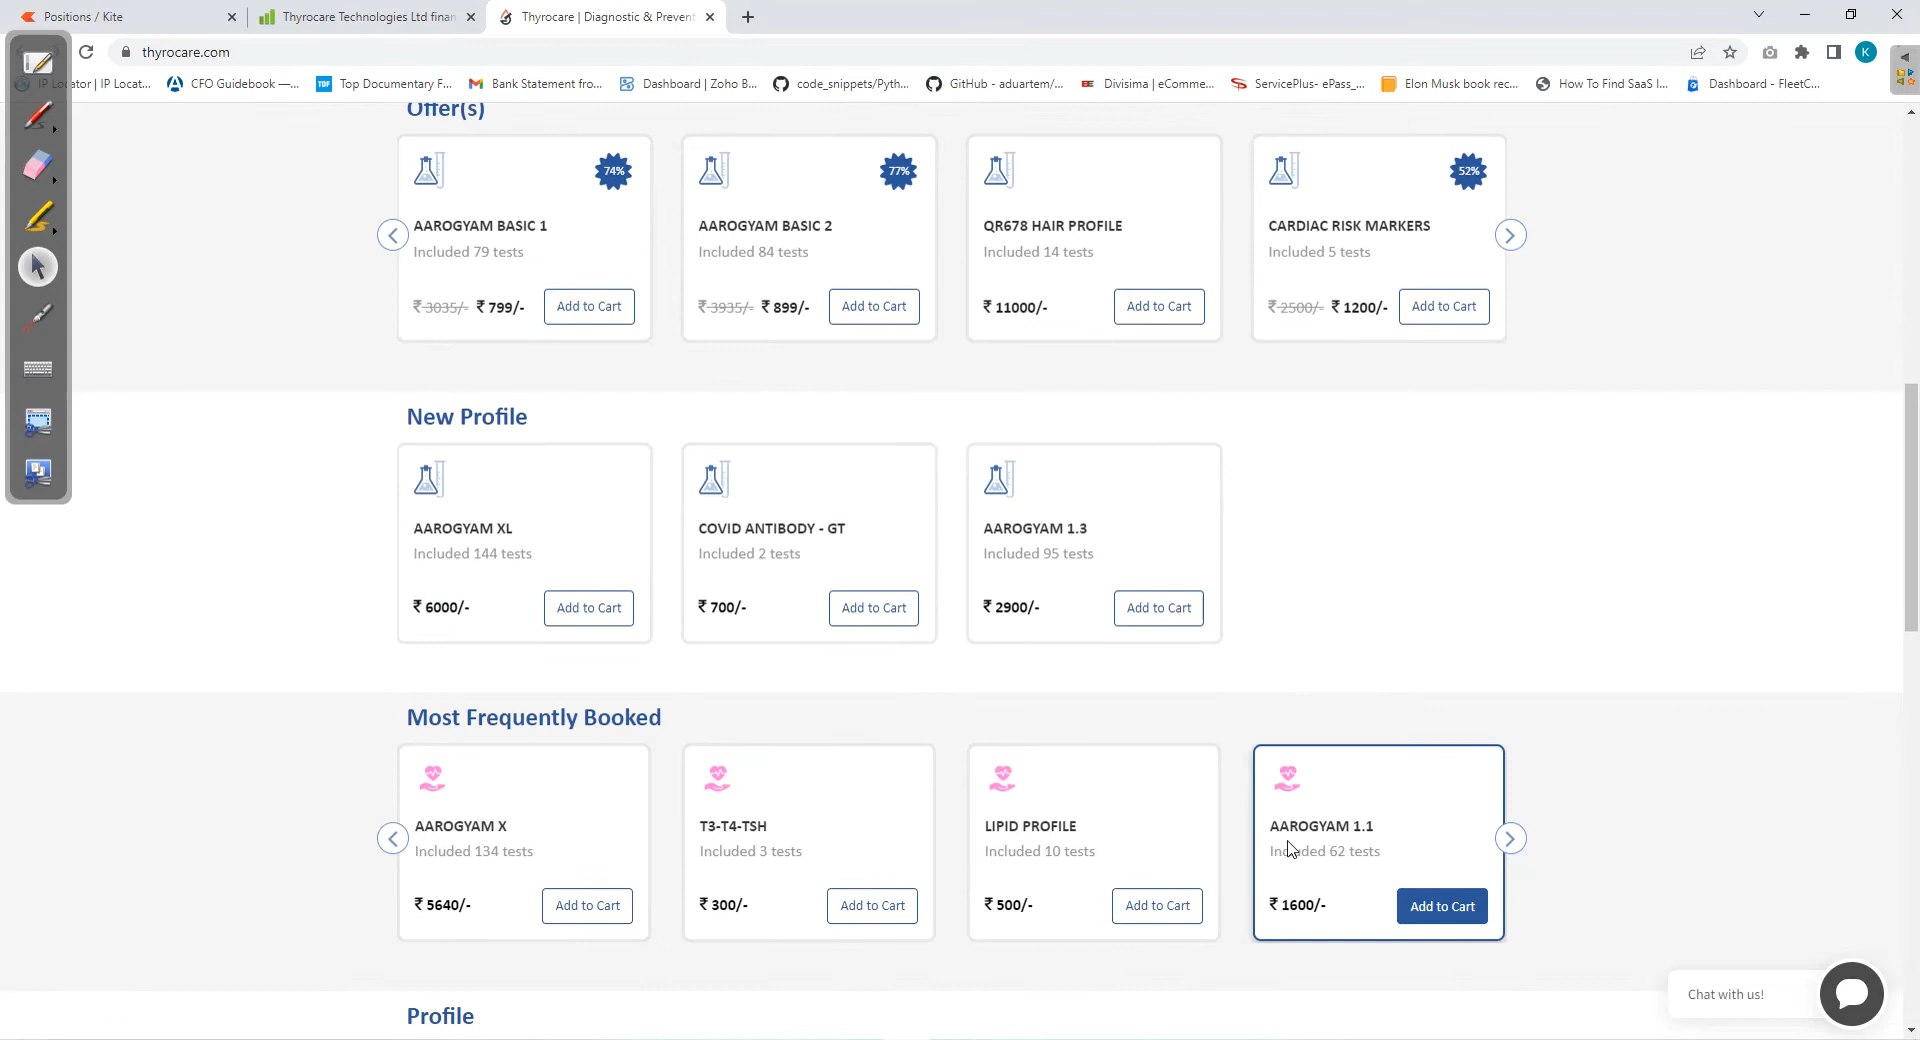 Positions / Kite
Thyrocare Technologies Ltd finan
Thyrocare | Diagnostic & Prevent
thyrocare.com
K
IP Locator | IP Locat...
CFO Guidebook —...
TDF
Top Documentary F...
Bank Statement fro...
Dashboard | Zoho B...
code_snippets/Pyth...
GitHub - aduartem/...
Divisima | eComme...
ServicePlus- ePass_...
Elon Musk book rec...
How To Find SaaS I...
Dashboard - FleetC...
Offer(s)
74%
AAROGYAM BASIC 1
Included 79 tests
₹ 3035/- ₹ 799/-
Add to Cart
77%
AAROGYAM BASIC 2
Included 84 tests
₹ 3935/- ₹ 899/-
Add to Cart
QR678 HAIR PROFILE
Included 14 tests
₹ 11000/-
Add to Cart
52%
CARDIAC RISK MARKERS
Included 5 tests
₹ 2500/- ₹ 1200/-
Add to Cart
New Profile
AAROGYAM XL
Included 144 tests
₹ 6000/-
Add to Cart
COVID ANTIBODY - GT
Included 2 tests
₹ 700/-
Add to Cart
AAROGYAM 1.3
Included 95 tests
₹ 2900/-
Add to Cart
Most Frequently Booked
AAROGYAM X
Included 134 tests
₹ 5640/-
Add to Cart
T3-T4-TSH
Included 3 tests
₹ 300/-
Add to Cart
LIPID PROFILE
Included 10 tests
₹ 500/-
Add to Cart
AAROGYAM 1.1
Included 62 tests
₹ 1600/-
Add to Cart
Chat with us!
Profile